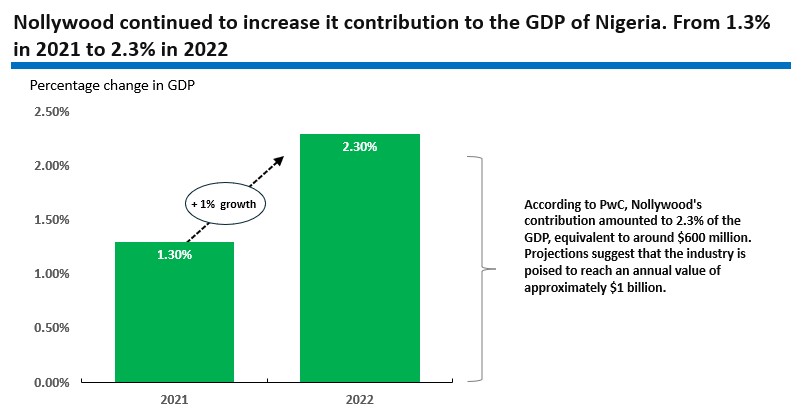 Nollywood continued to increase it contribution to the GDP of Nigeria. From 1.3%
in 2021 to 2.3% in 2022
Percentage change in GDP
2.50%
2.00%
1.50%
1.00%
0.50%
0.00%
1.30%
+ 1% growth
2.30%
2021
2022
According to PwC, Nollywood's
contribution amounted to 2.3% of the
GDP, equivalent to around $600 million.
Projections suggest that the industry is
poised to reach an annual value of
approximately $1 billion.